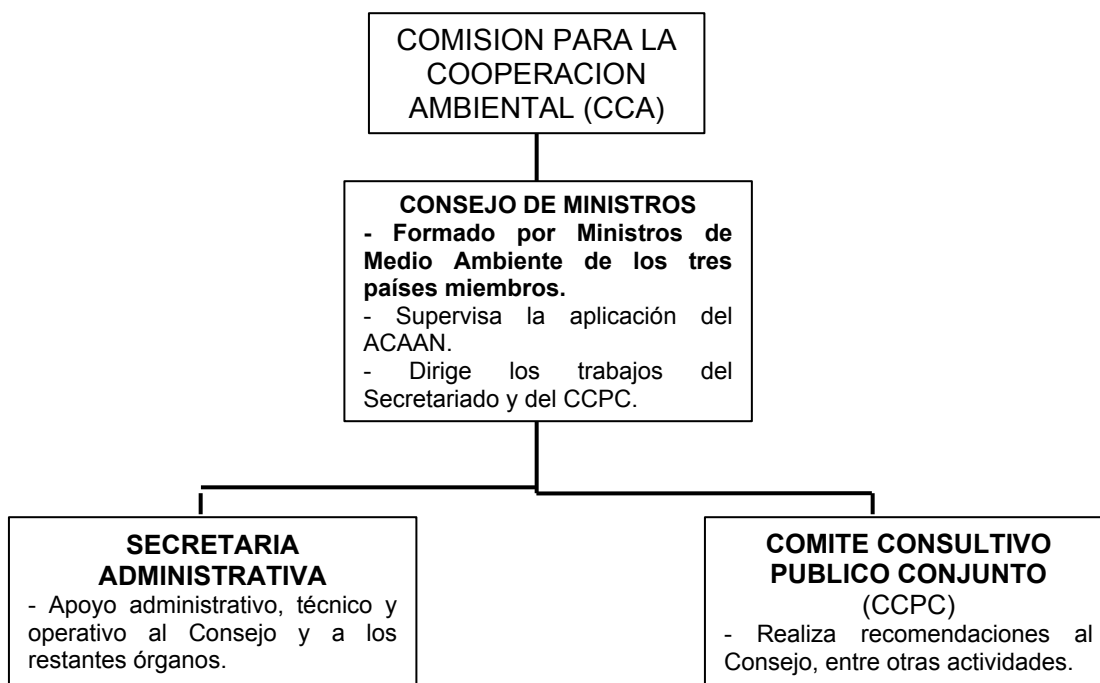 COMISION PARA LA
COOPERACION
AMBIENTAL (CCA)
CONSEJO DE MINISTROS
- Formado por Ministros de
Medio Ambiente de los tres
países miembros.
- Supervisa la aplicación del
ACAAN.
- Dirige los trabajos del
Secretariado y del CCPC.
SECRETARIA
ADMINISTRATIVA
- Apoyo administrativo, técnico y
operativo al Consejo y a los
restantes órganos.
COMITE CONSULTIVO
PUBLICO CONJUNTO
(CCPC)
- Realiza recomendaciones al
Consejo, entre otras actividades.